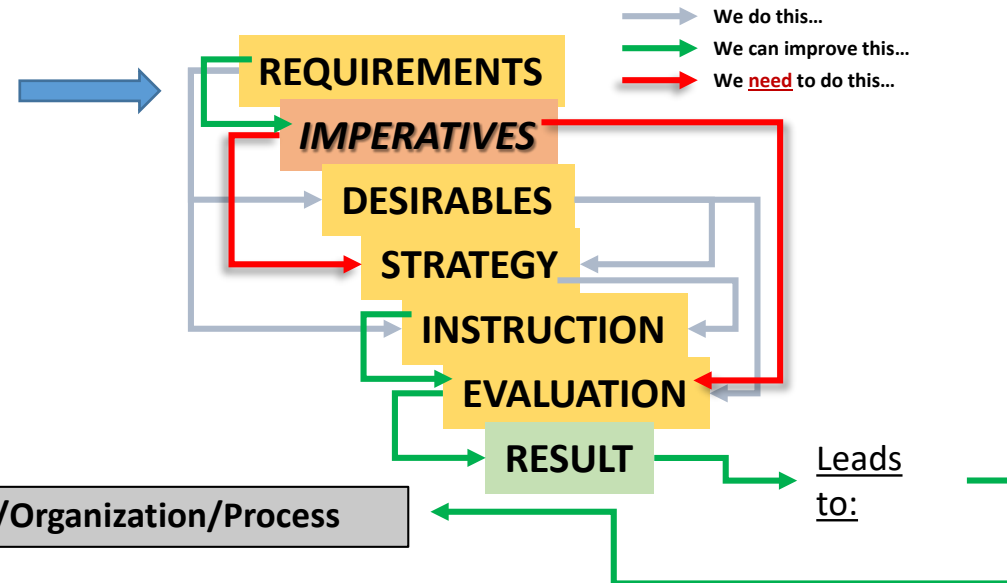 We do this...
We can improve this...
We need to do this...
REQUIREMENTS
IMPERATIVES
DESIRABLES
STRATEGY
INSTRUCTION
EVALUATION
RESULT
Leads
to:
/Organization/Process